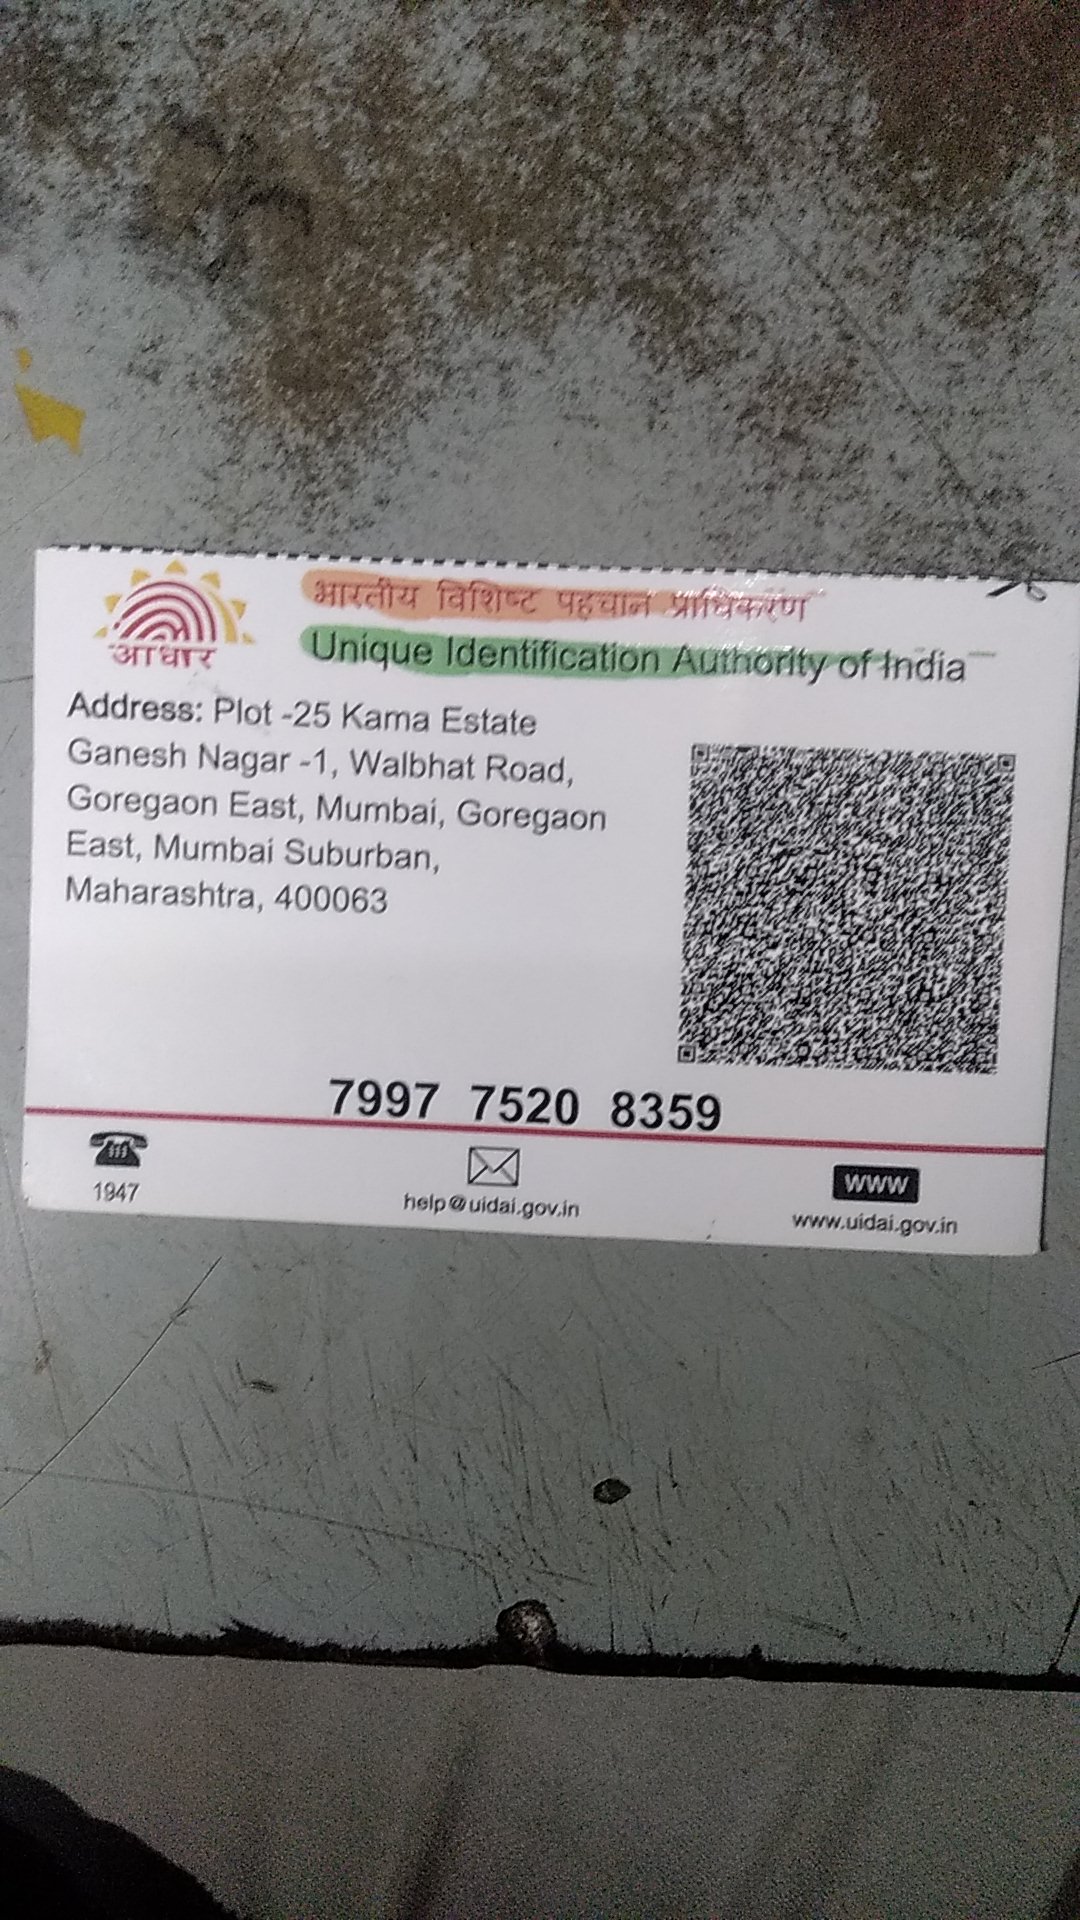 आधार
भारतीय विशिष्ट पहचान प्राधिकरण
Unique Identification Authority of India
Address: Plot -25 Kama Estate
Ganesh Nagar -1, Walbhat Road,
Goregaon East, Mumbai, Goregaon
East, Mumbai Suburban,
Maharashtra, 400063
7997 7520 8359
1947
help@uidai.gov.in
www
www.uidai.gov.in